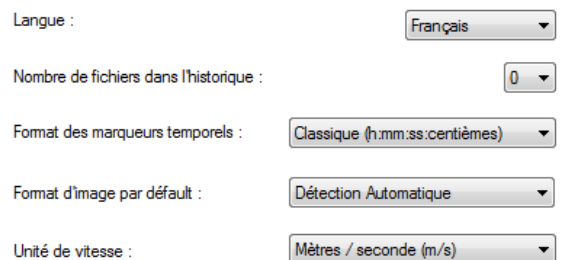 Langue : Français
Nombre de fichiers dans l'historique : 0
Format des marqueurs temporels : Classique (h:mm:ss:centièmes)
Format d'image par défault : Détection Automatique
Unité de vitesse : Mètres / seconde (m/s)